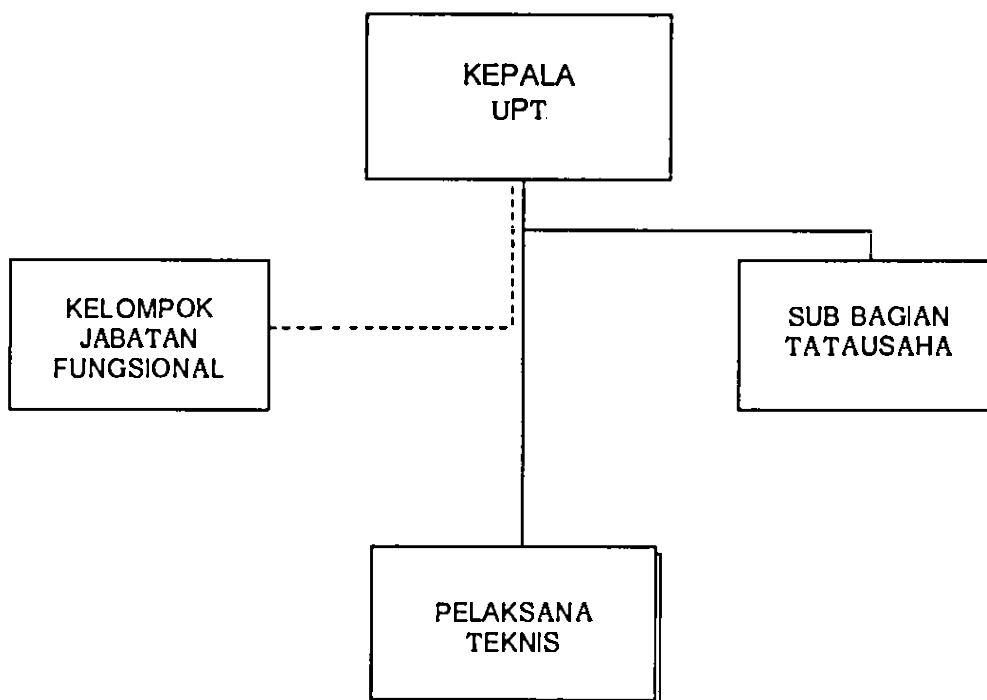 KEPALA
UPT
KELOMPOK
JABATAN
FUNGSIONAL
SUB BAGIAN
TATAUSAHA
PELAKSANA
TEKNIS